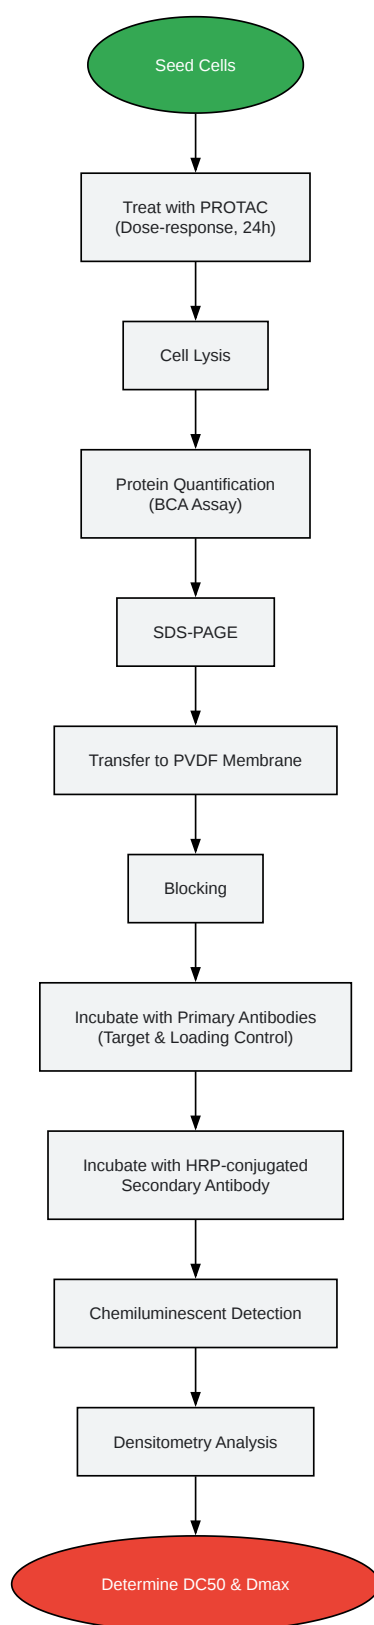 Seed Cells
Treat with PROTAC
(Dose-response, 24h)
Cell Lysis
Protein Quantification
(BCA Assay)
SDS-PAGE
Transfer to PVDF Membrane
Blocking
Incubate with Primary Antibodies
(Target & Loading Control)
Incubate with HRP-conjugated
Secondary Antibody
Chemiluminescent Detection
Densitometry Analysis
Determine DC50 & Dmax